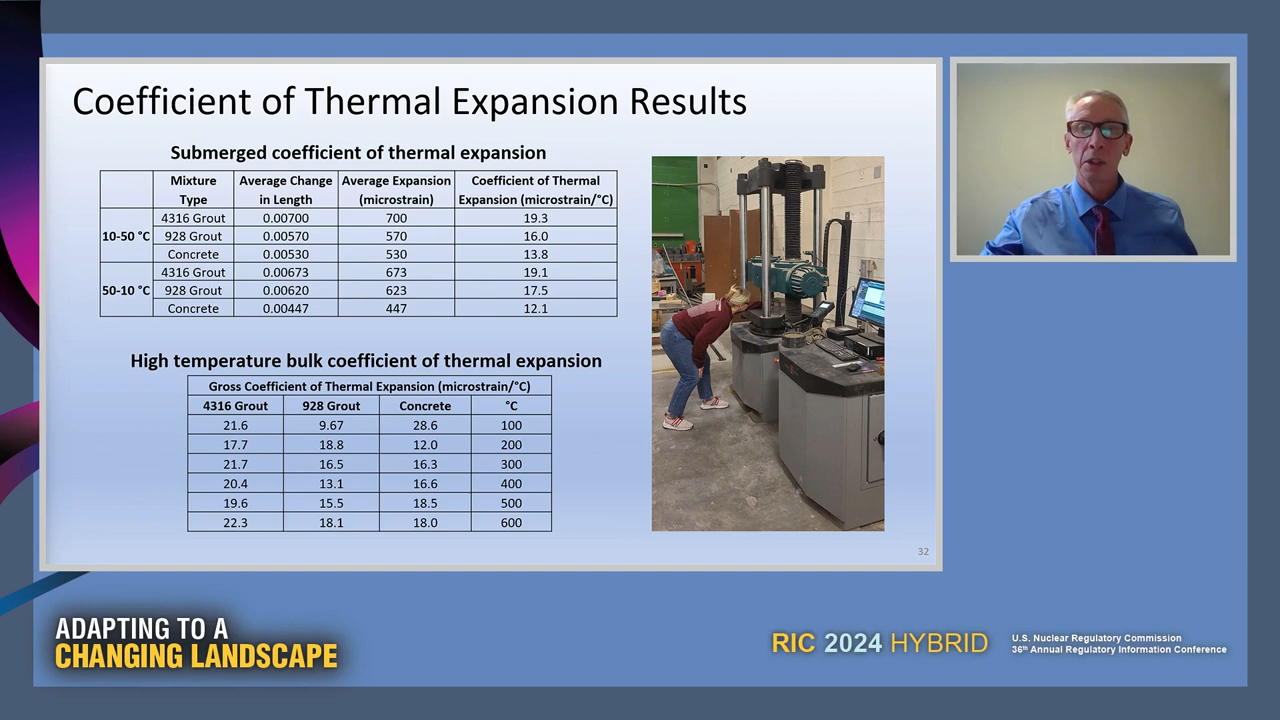 Coefficient of Thermal Expansion Results
Submerged coefficient of thermal expansion
Mixture Type Average Change in Length Average Expansion (microstrain) Coefficient of Thermal Expansion (microstrain/°C)
10-50 °C
4316 Grout 0.00700 700 19.3
928 Grout 0.00570 570 16.0
Concrete 0.00530 530 13.8
50-10 °C
4316 Grout 0.00673 673 19.1
928 Grout 0.00620 623 17.5
Concrete 0.00447 447 12.1
High temperature bulk coefficient of thermal expansion
Gross Coefficient of Thermal Expansion (microstrain/°C)
4316 Grout 928 Grout Concrete °C
21.6 9.67 28.6 100
17.7 18.8 12.0 200
21.7 16.5 16.3 300
20.4 13.1 16.6 400
19.6 15.5 18.5 500
22.3 18.1 18.0 600
32
ADAPTING TO A
CHANGING LANDSCAPE
RIC 2024 HYBRID
U.S. Nuclear Regulatory Commission
36th Annual Regulatory Information Conference